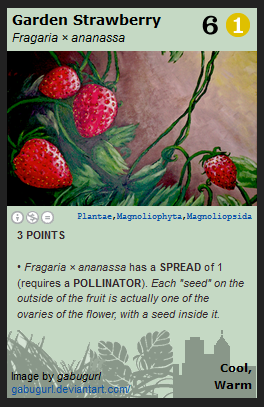 Garden Strawberry
6 1
Fragaria × ananassa
Plantae,Magnoliophyta,Magnoliopsida
3 POINTS
• Fragaria × ananassa has a SPREAD of 1
(requires a POLLINATOR). Each "seed" on the
outside of the fruit is actually one of the
ovaries of the flower, with a seed inside it.
Cool,
Warm
Image by gabugurl
gabugurl.deviantart.com/